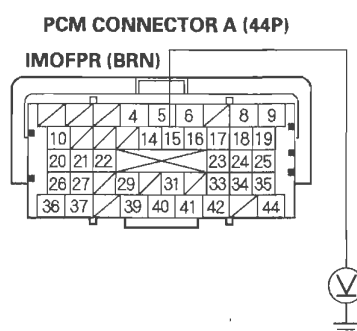 PCM CONNECTOR A (44P)
IMOFPR (BRN)
4 5 6 8 9
10 14 15 16 17 18 19
20 21 22 23 24 25
26 27 29 31 33 34 35
36 37 39 40 41 42 44
V